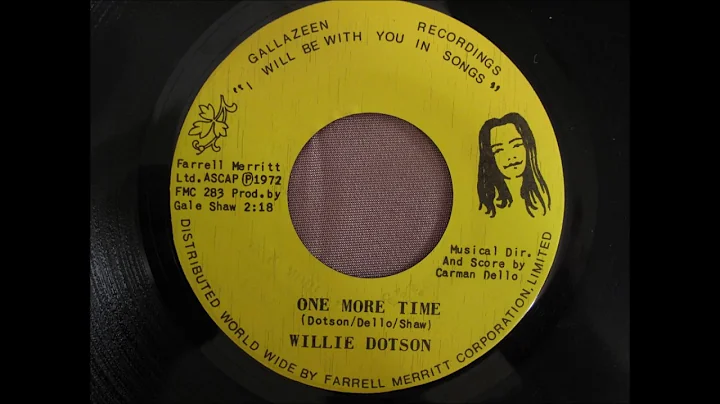 GALLAZEEN RECORDINGS
"I WILL BE WITH YOU IN SONGS"
Farrell Merritt
Ltd. ASCAP Ⓟ1972
FMC 283 Prod.by
Gale Shaw 2:18
Musical Dir.
And Score by
Carman Dello
ONE MORE TIME
(Dotson/Dello/Shaw)
WILLIE DOTSON
DISTRIBUTED WORLD WIDE BY FARRELL MERRITT CORPORATION, LIMITED